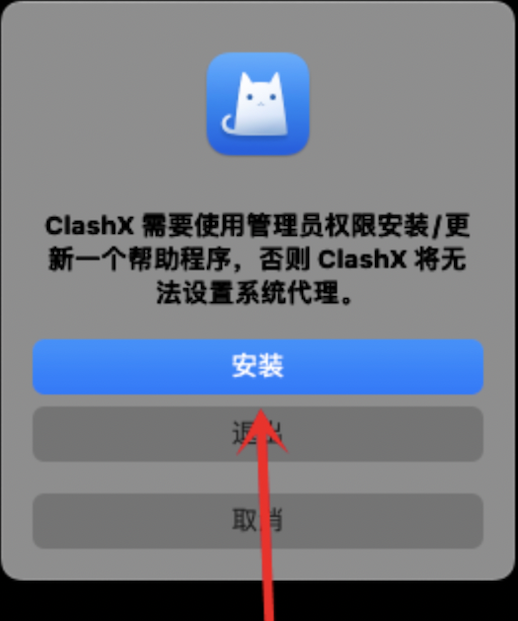 ClashX 需要使用管理员权限安装/更
新一个帮助程序，否则 ClashX 将无
法设置系统代理。
安装
退出
取消